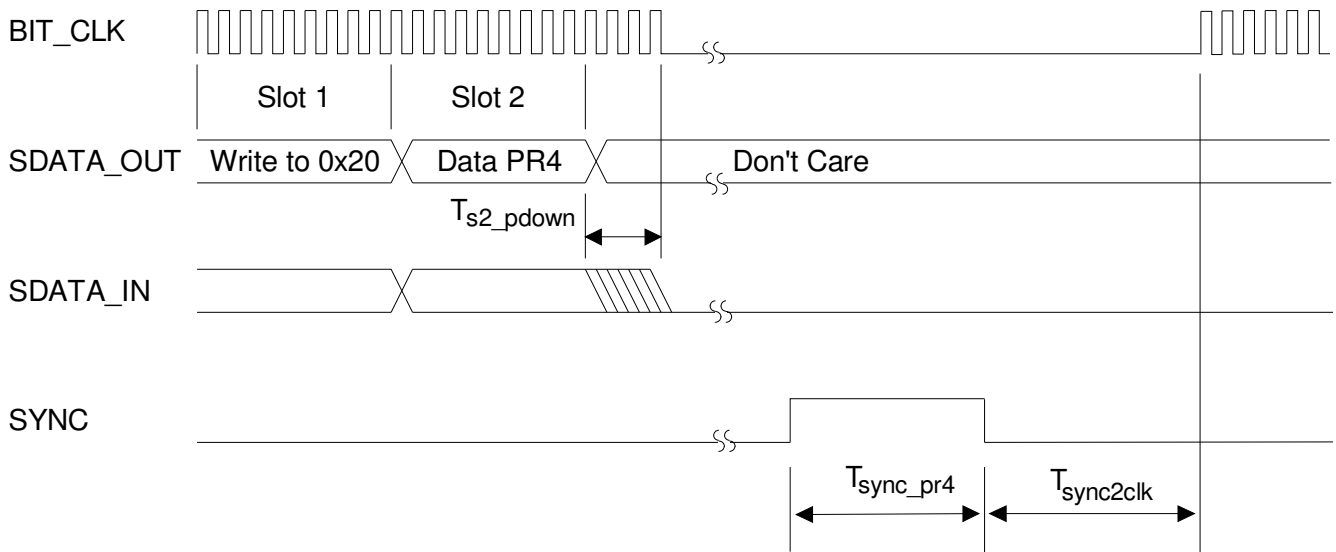 BIT_CLK
Slot 1 Slot 2
SDATA_OUT Write to 0x20 Data PR4 Don't Care
Ts2_pdown
SDATA_IN
SYNC
Tsync_pr4 Tsync2clk